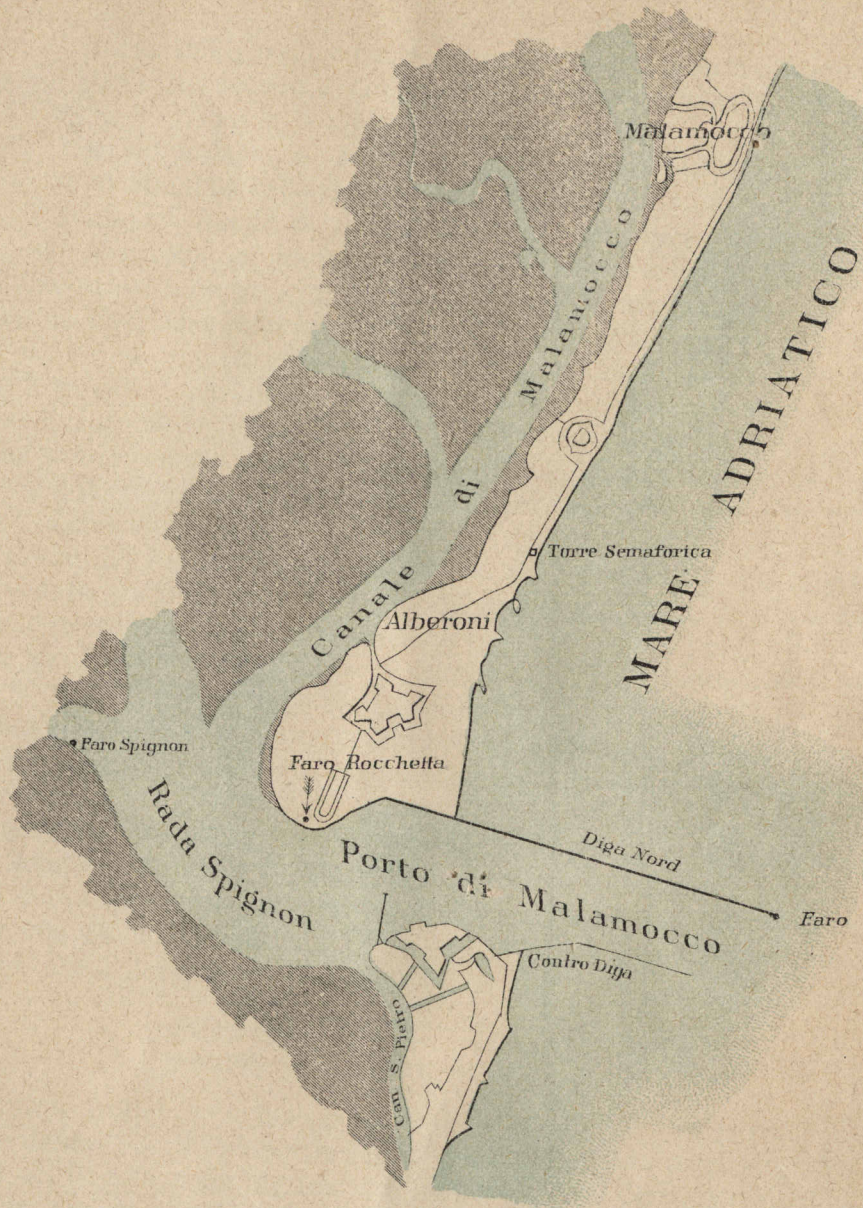 Malamocco
Canale di Malamocco
MARE ADRIATICO
Torre Semaforica
Alberoni
Faro Spignon
Faro Rocchetta
Rada Spignon
Diga Nord
Porto di Malamocco
Faro
Contro Diga
Can S. Pietro